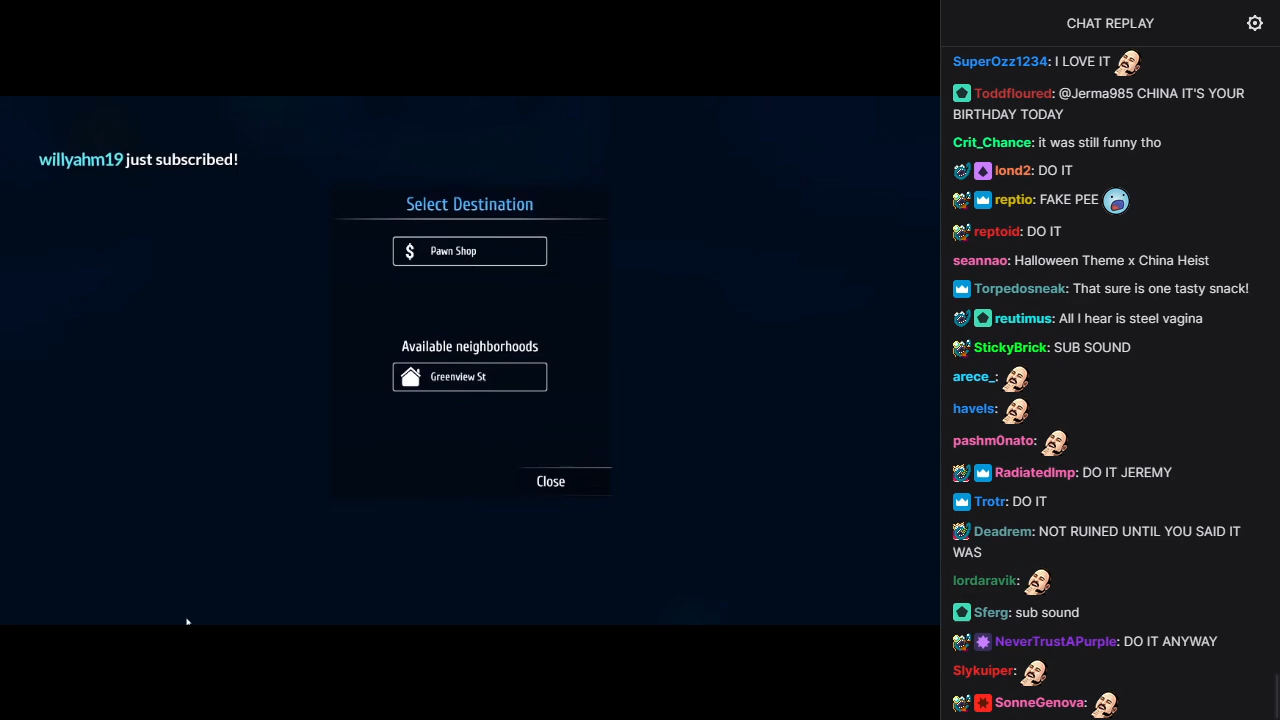 willyahm19 just subscribed!
Select Destination
$ Pawn Shop
Available neighborhoods
Greenview St
Close
CHAT REPLAY
SuperOzz1234: I LOVE IT
Toddfloured: @Jerma985 CHINA IT'S YOUR
BIRTHDAY TODAY
Crit_Chance: it was still funny tho
lond2: DO IT
reptio: FAKE PEE
reptoid: DO IT
seannao: Halloween Theme x China Heist
Torpedosneak: That sure is one tasty snack!
reutimus: All I hear is steel vagina
StickyBrick: SUB SOUND
arece_:
havels:
pashm0nato:
RadiatedImp: DO IT JEREMY
Trotr: DO IT
Deadrem: NOT RUINED UNTIL YOU SAID IT
WAS
lordaravik:
Sferg: sub sound
NeverTrustAPurple: DO IT ANYWAY
Slykuiper:
SonneGenova: